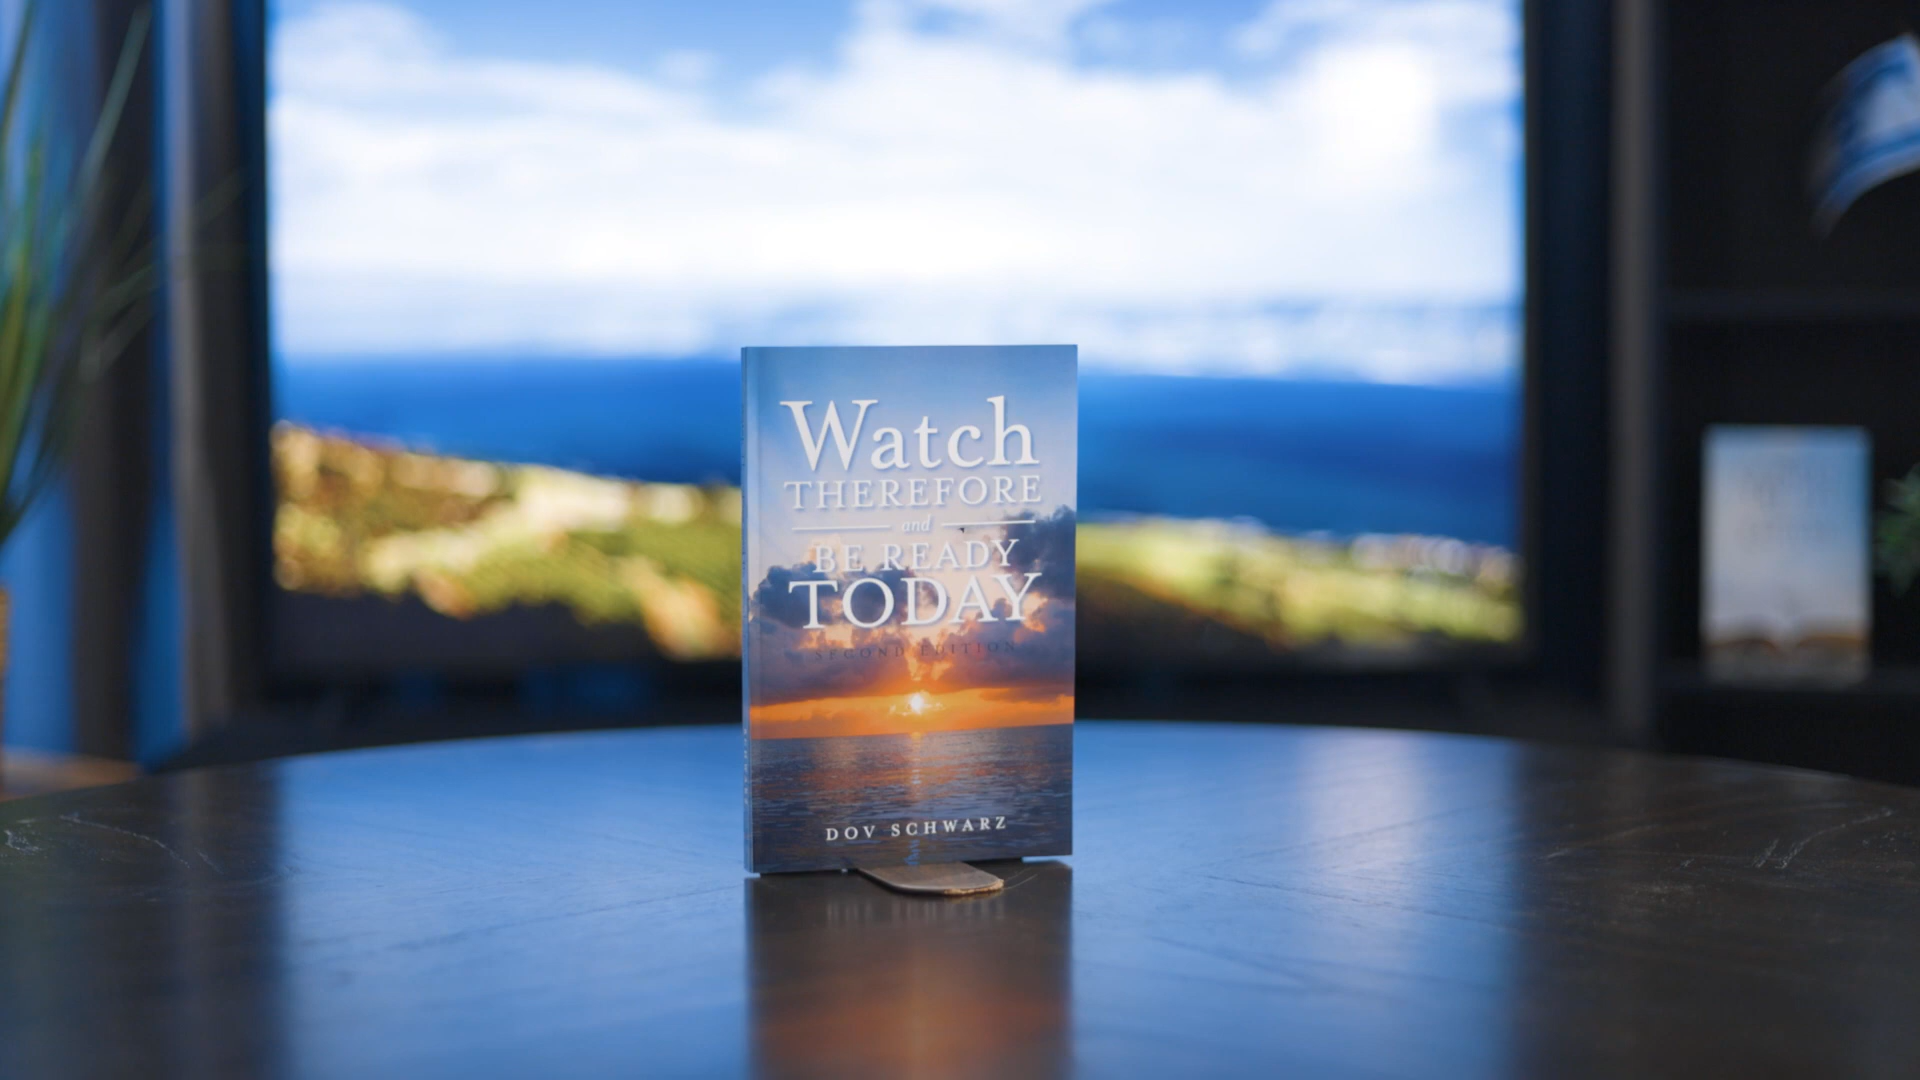 Watch
THEREFORE
and
BE READY
TODAY
SECOND EDITION
DOV SCHWARZ